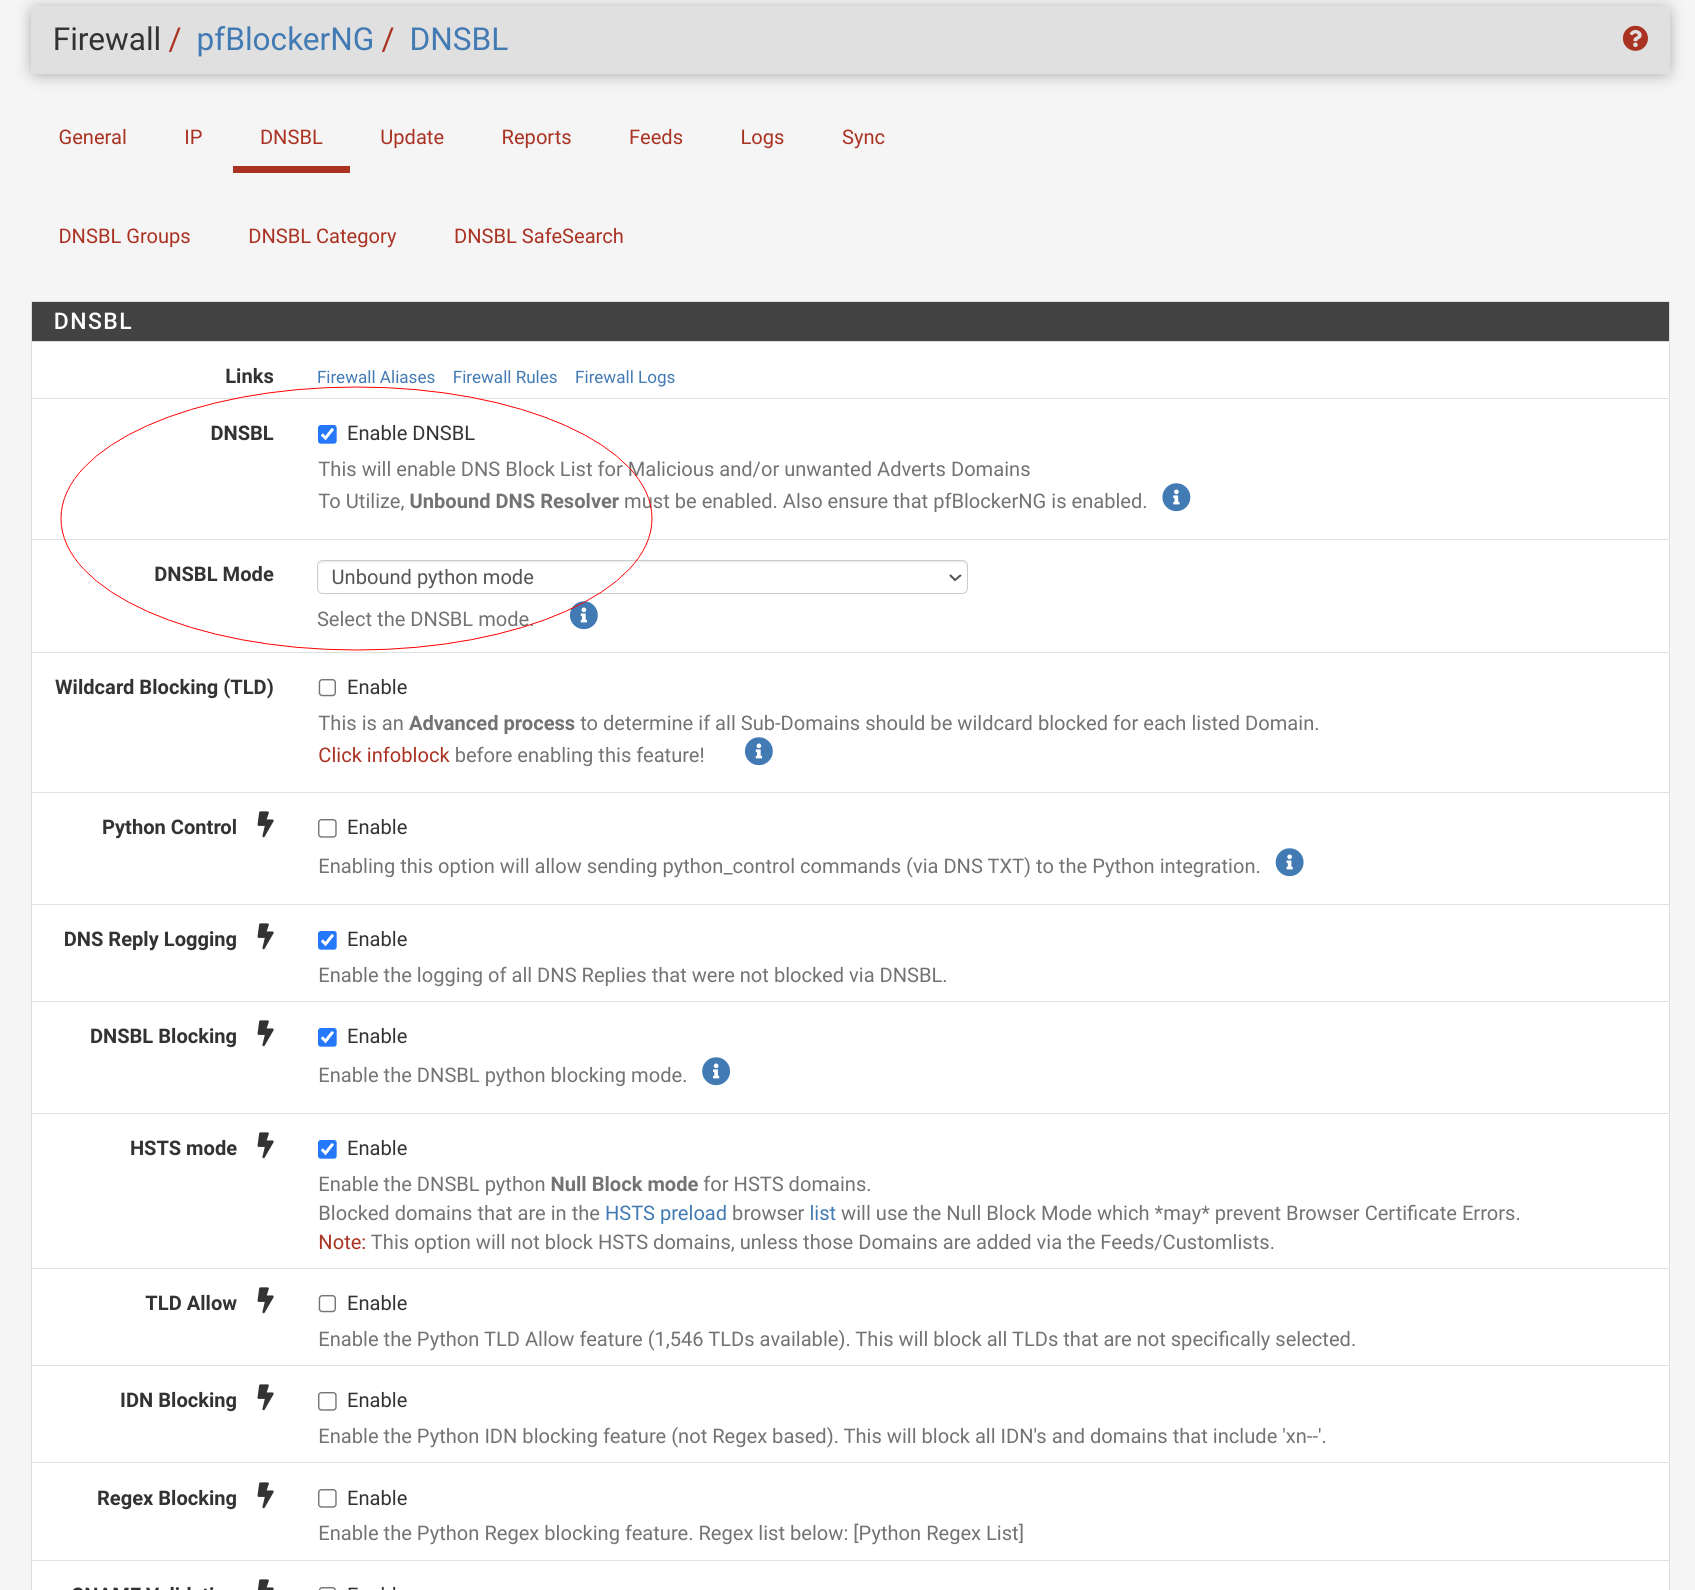 Firewall / pfBlockerNG / DNSBL
General IP DNSBL Update Reports Feeds Logs Sync
DNSBL Groups DNSBL Category DNSBL SafeSearch
DNSBL
Links Firewall Aliases Firewall Rules Firewall Logs
DNSBL Enable DNSBL
This will enable DNS Block List for Malicious and/or unwanted Adverts Domains
To Utilize, Unbound DNS Resolver must be enabled. Also ensure that pfBlockerNG is enabled.
DNSBL Mode Unbound python mode
Select the DNSBL mode.
Wildcard Blocking (TLD) Enable
This is an Advanced process to determine if all Sub-Domains should be wildcard blocked for each listed Domain.
Click infoblock before enabling this feature!
Python Control Enable
Enabling this option will allow sending python_control commands (via DNS TXT) to the Python integration.
DNS Reply Logging Enable
Enable the logging of all DNS Replies that were not blocked via DNSBL.
DNSBL Blocking Enable
Enable the DNSBL python blocking mode.
HSTS mode Enable
Enable the DNSBL python Null Block mode for HSTS domains.
Blocked domains that are in the HSTS preload browser list will use the Null Block Mode which *may* prevent Browser Certificate Errors.
Note: This option will not block HSTS domains, unless those Domains are added via the Feeds/Customlists.
TLD Allow Enable
Enable the Python TLD Allow feature (1,546 TLDs available). This will block all TLDs that are not specifically selected.
IDN Blocking Enable
Enable the Python IDN blocking feature (not Regex based). This will block all IDN's and domains that include 'xn--'.
Regex Blocking Enable
Enable the Python Regex blocking feature. Regex list below: [Python Regex List]